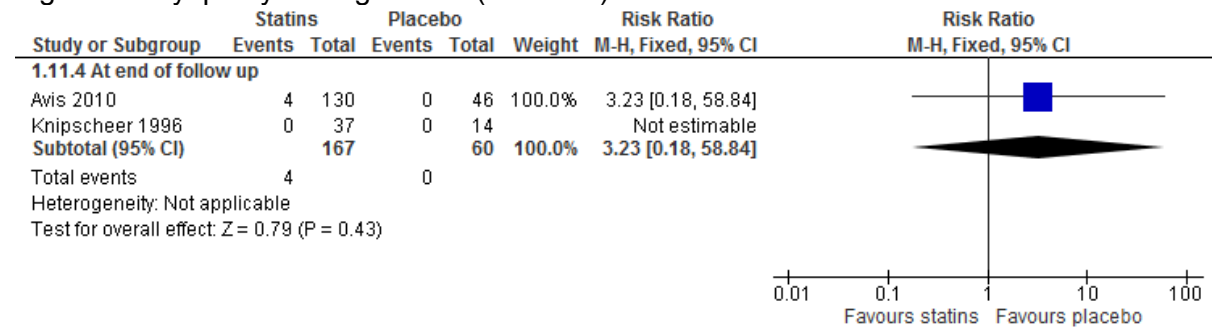 Statins Placebo Risk Ratio Risk Ratio
Study or Subgroup Events Total Events Total Weight M-H, Fixed, 95% CI M-H, Fixed, 95% CI
1.11.4 At end of follow up
Avis 2010 4 130 0 46 100.0% 3.23 [0.18, 58.84]
Knipscheer 1996 0 37 0 14 Not estimable
Subtotal (95% CI) 167 60 100.0% 3.23 [0.18, 58.84]
Total events 4 0
Heterogeneity: Not applicable
Test for overall effect: Z = 0.79 (P = 0.43)
0.01 0.1 1 10 100
Favours statins Favours placebo